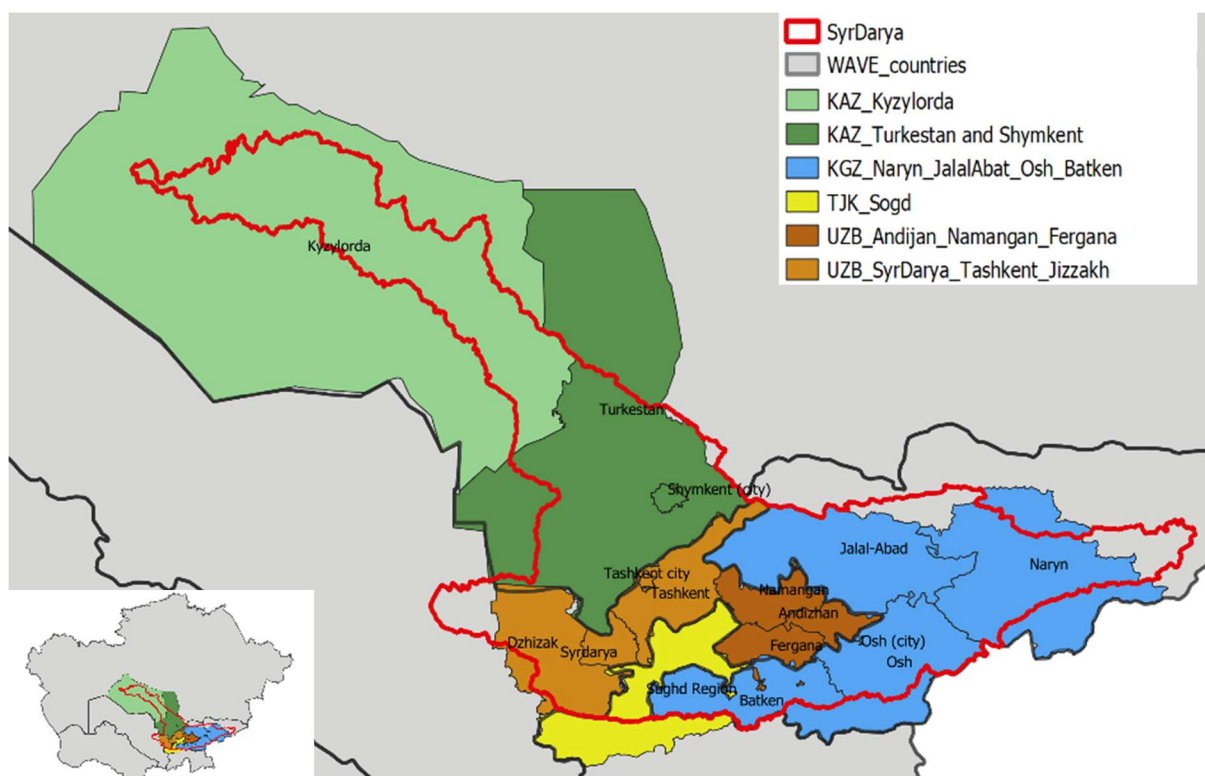 SyrDarya
WAVE_countries
KAZ_Kyzylorda
KAZ_Turkestan and Shymkent
KGZ_Naryn_JalalAbat_Osh_Batken
TJK_Sogd
UZB_Andijan_Namangan_Fergana
UZB_SyrDarya_Tashkent_Jizzakh
Kyzylorda
Turkestan
Shymkent (city)
Jalal-Abad
Naryn
Tashkent city
Tashkent
Namangan
Andizhan
Dzhizak
Syrdarya
Fergana
Osh (city)
Osh
Sughd Region
Batken